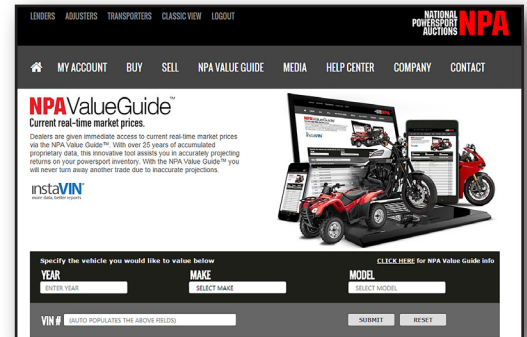 LENDERS ADJUSTERS TRANSPORTERS CLASSIC VIEW LOGOUT
NATIONAL
POWERSPORT
AUCTIONS
NPA
MY ACCOUNT BUY SELL NPA VALUE GUIDE MEDIA HELP CENTER COMPANY CONTACT
NPAValueGuide™
Current real-time market prices.
Dealers are given immediate access to current real-time market prices
via the NPA Value Guide™. With over 25 years of accumulated
proprietary data, this innovative tool assists you in accurately projecting
returns on your powersport inventory. With the NPA Value Guide™ you
will never turn away another trade due to inaccurate projections.
instaVIN
more data, better reports
Specify the vehicle you would like to value below
CLICK HERE for NPA Value Guide info
YEAR MAKE MODEL
ENTER YEAR SELECT MAKE SELECT MODEL
VIN # (AUTO POPULATES THE ABOVE FIELDS) SUBMIT RESET